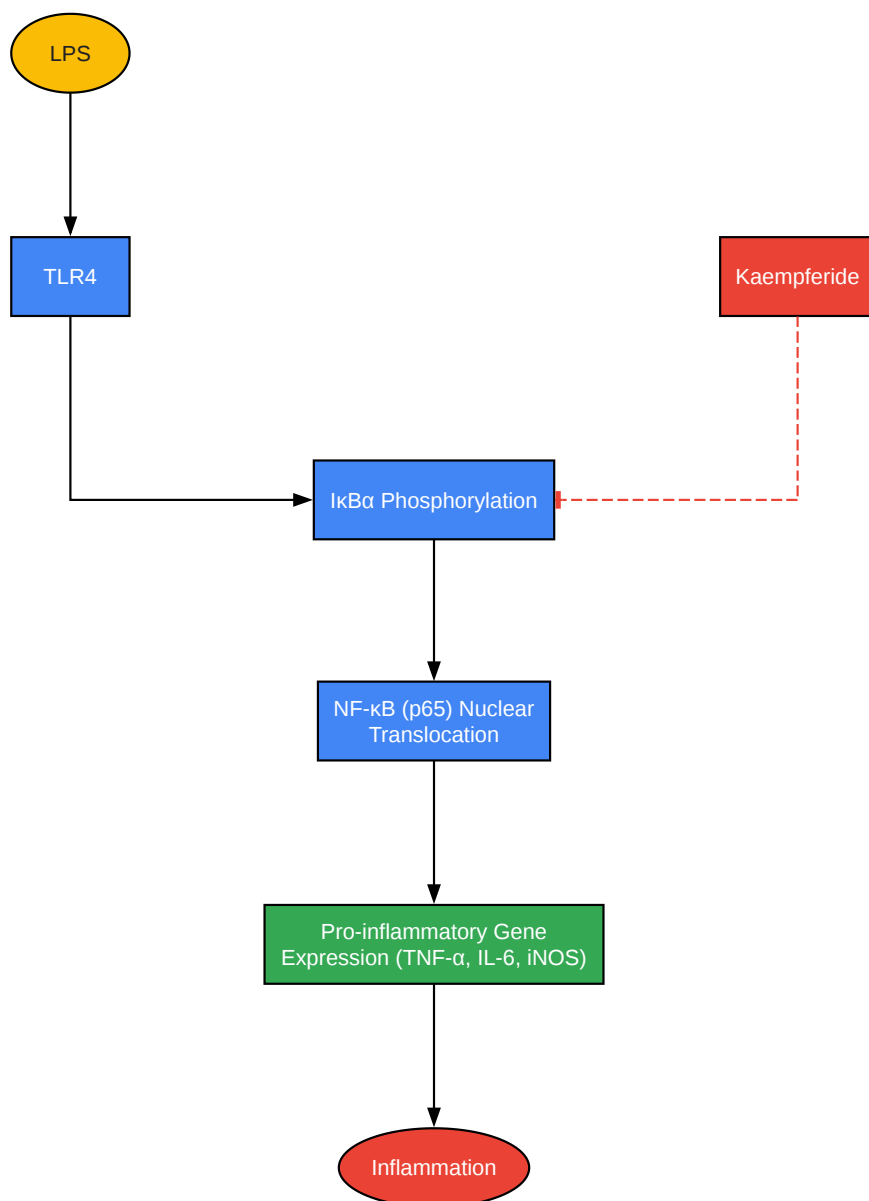 LPS
TLR4
Kaempferide
IκBα Phosphorylation
NF-κB (p65) Nuclear
Translocation
Pro-inflammatory Gene
Expression (TNF-α, IL-6, iNOS)
Inflammation